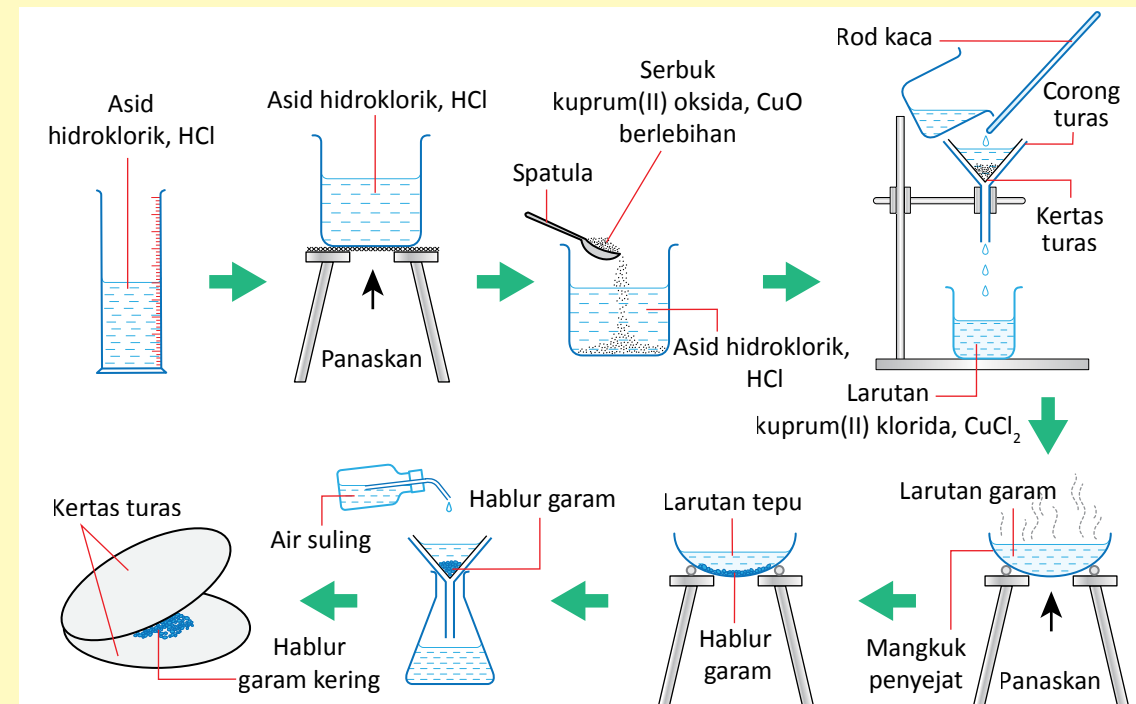 Asid
hidroklorik, HCl
Asid hidroklorik, HCl
Panaskan
Serbuk
kuprum(II) oksida, CuO
berlebihan
Spatula
Asid hidroklorik,
HCl
Rod kaca
Corong
turas
Kertas
turas
Larutan
kuprum(II) klorida, CuCl₂
Larutan garam
Mangkuk
penyejat
Panaskan
Larutan tepu
Hablur
garam
Hablur garam
Air suling
Kertas turas
Hablur
garam kering